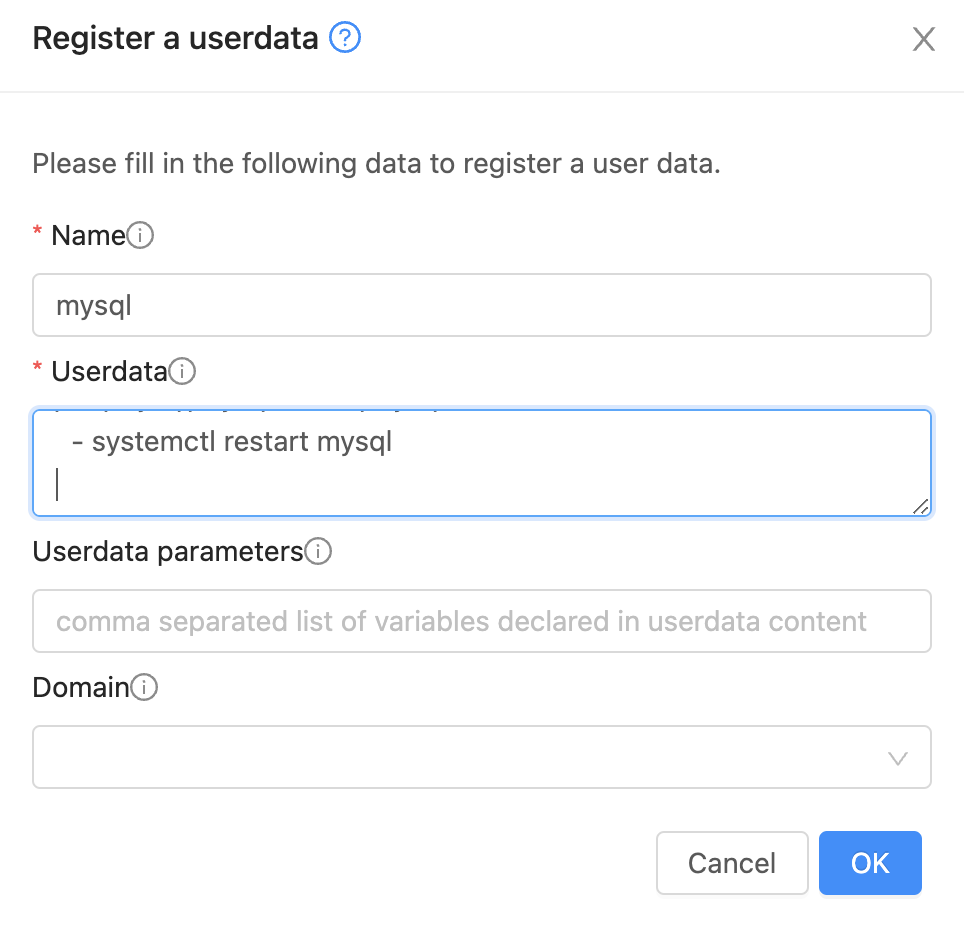 Register a userdata
Please fill in the following data to register a user data.
* Name
mysql
* Userdata
- systemctl restart mysql
Userdata parameters
comma separated list of variables declared in userdata content
Domain
Cancel
OK